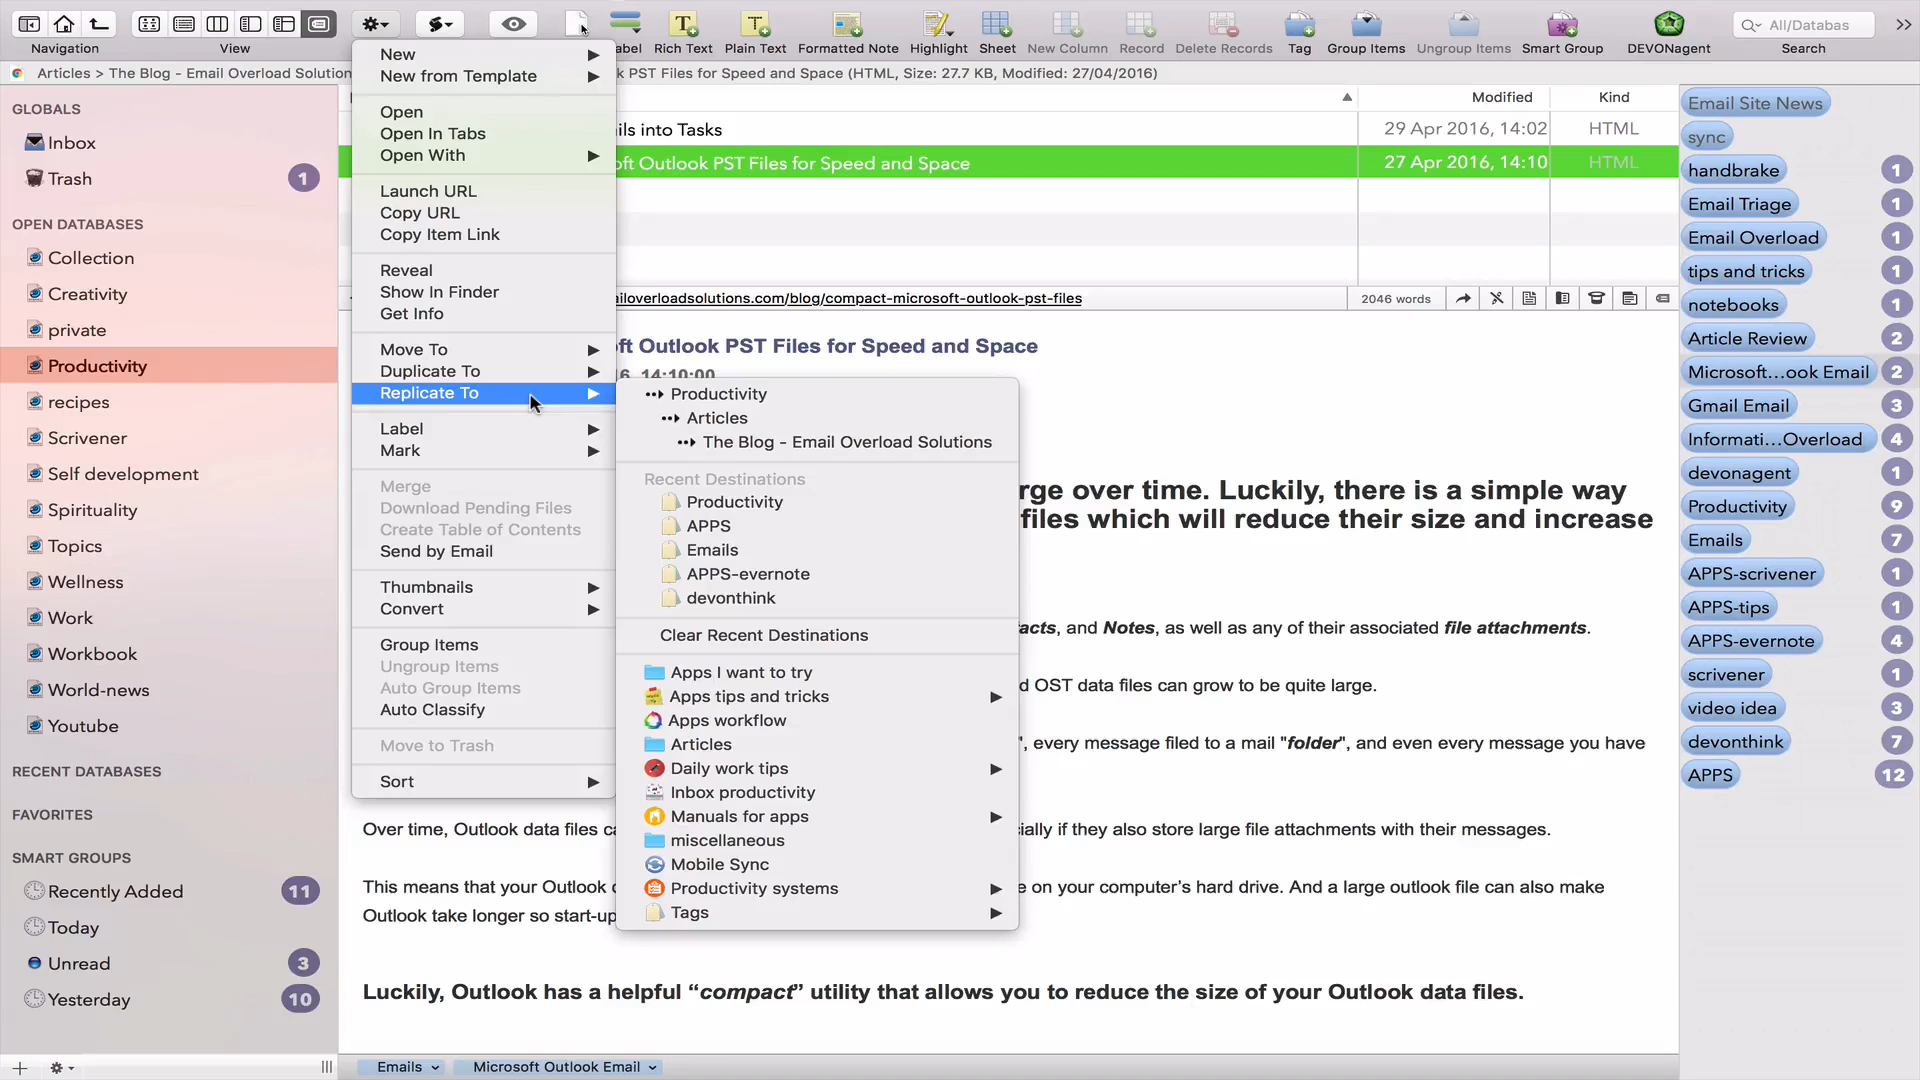 Navigation
View
abel
Rich Text
Plain Text
Formatted Note
Highlight
Sheet
New Column
Record
Delete Records
Tag
Group Items
Ungroup Items
Smart Group
DEVONagent
All/Databas
Search
Articles > The Blog - Email Overload Solution
k PST Files for Speed and Space (HTML, Size: 27.7 KB, Modified: 27/04/2016)
GLOBALS
Inbox
Trash
1
OPEN DATABASES
Collection
Creativity
private
Productivity
recipes
Scrivener
Self development
Spirituality
Topics
Wellness
Work
Workbook
World-news
Youtube
RECENT DATABASES
FAVORITES
SMART GROUPS
Recently Added
11
Today
Unread
3
Yesterday
10
New
New from Template
Open
Open In Tabs
Open With
Launch URL
Copy URL
Copy Item Link
Reveal
Show In Finder
Get Info
Move To
Duplicate To
Replicate To
Label
Mark
Merge
Download Pending Files
Create Table of Contents
Send by Email
Thumbnails
Convert
Group Items
Ungroup Items
Auto Group Items
Auto Classify
Move to Trash
Sort
Productivity
Articles
The Blog - Email Overload Solutions
Recent Destinations
Productivity
APPS
Emails
APPS-evernote
devonthink
Clear Recent Destinations
Apps I want to try
Apps tips and tricks
Apps workflow
Articles
Daily work tips
Inbox productivity
Manuals for apps
miscellaneous
Mobile Sync
Productivity systems
Tags
Modified
Kind
ils into Tasks
29 Apr 2016, 14:02
HTML
oft Outlook PST Files for Speed and Space
27 Apr 2016, 14:10
HTML
ailoverloadsolutions.com/blog/compact-microsoft-outlook-pst-files
2046 words
ft Outlook PST Files for Speed and Space
16, 14:10:00
rge over time. Luckily, there is a simple way
files which will reduce their size and increase
acts, and Notes, as well as any of their associated file attachments.
d OST data files can grow to be quite large.
", every message filed to a mail "folder", and even every message you have
Over time, Outlook data files ca
ially if they also store large file attachments with their messages.
This means that your Outlook d
e on your computer's hard drive. And a large outlook file can also make
Outlook take longer so start-up
Luckily, Outlook has a helpful “compact” utility that allows you to reduce the size of your Outlook data files.
Emails
Microsoft Outlook Email
Email Site News
sync
handbrake 1
Email Triage 1
Email Overload 1
tips and tricks 1
notebooks 1
Article Review 2
Microsoft...ook Email 2
Gmail Email 3
Informati...Overload 4
devonagent 1
Productivity 9
Emails 7
APPS-scrivener 1
APPS-tips 1
APPS-evernote 4
scrivener 1
video idea 3
devonthink 7
APPS 12